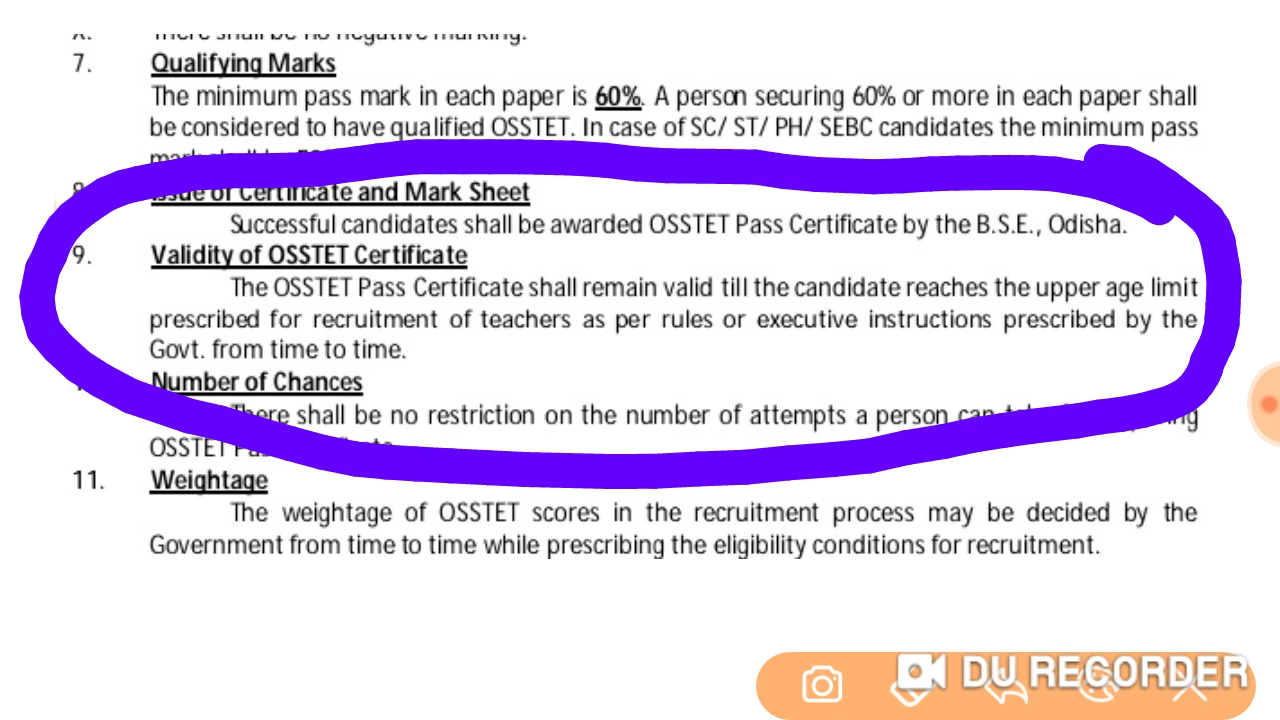 There shall be no negative marking.
7. Qualifying Marks
The minimum pass mark in each paper is 60%. A person securing 60% or more in each paper shall
be considered to have qualified OSSTET. In case of SC/ ST/ PH/ SEBC candidates the minimum pass
Issue of Certificate and Mark Sheet
Successful candidates shall be awarded OSSTET Pass Certificate by the B.S.E., Odisha.
9. Validity of OSSTET Certificate
The OSSTET Pass Certificate shall remain valid till the candidate reaches the upper age limit
prescribed for recruitment of teachers as per rules or executive instructions prescribed by the
Govt. from time to time.
Number of Chances
There shall be no restriction on the number of attempts a person can
OSSTET
11. Weightage
The weightage of OSSTET scores in the recruitment process may be decided by the
Government from time to time while prescribing the eligibility conditions for recruitment.
DU RECORDER